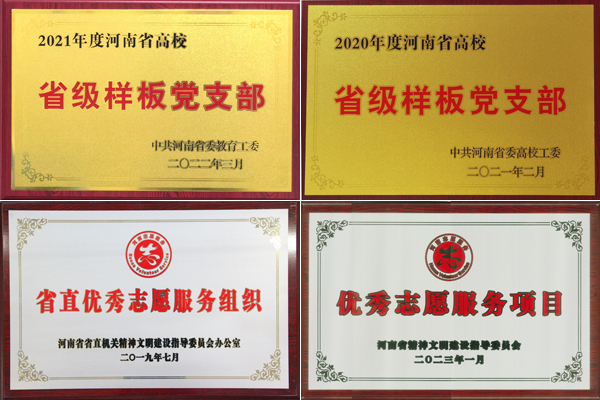 2021年度河南省高校
省级样板党支部
中共河南省委教育工委
二〇二二年三月
2020年度河南省高校
省级样板党支部
中共河南省委高校工委
二〇二一年二月
Henan Volunteer Service
省直优秀志愿服务组织
河南省省直机关精神文明建设指导委员会办公室
二〇一九年七月
Henan Volunteer Service
优秀志愿服务项目
河南省精神文明建设指导委员会
二〇二三年一月